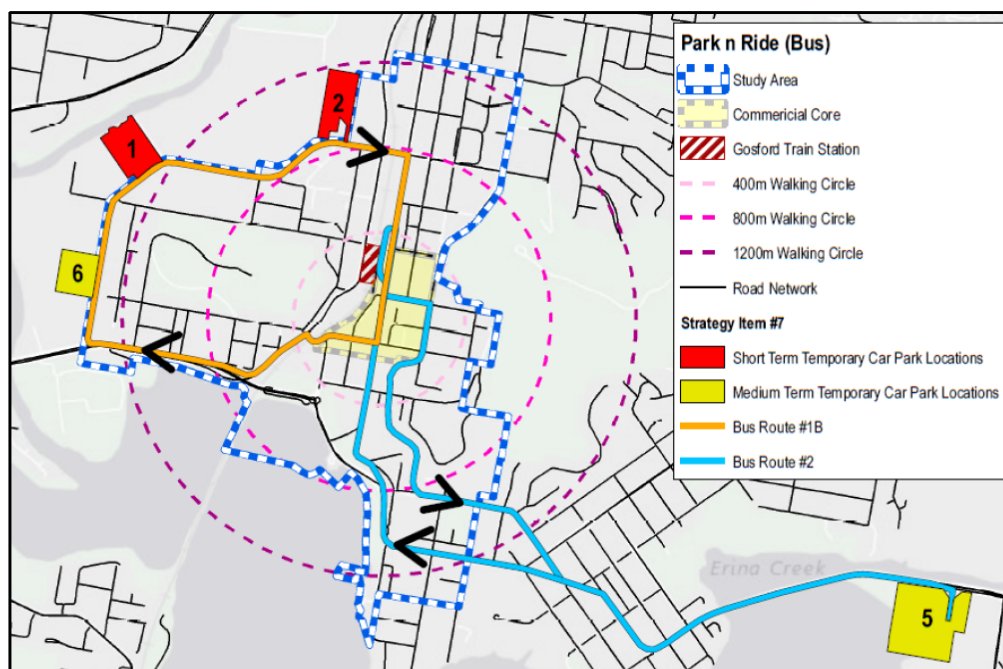 Park n Ride (Bus)
Study Area
Commericial Core
Gosford Train Station
400m Walking Circle
800m Walking Circle
1200m Walking Circle
Road Network
Strategy Item #7
Short Term Temporary Car Park Locations
Medium Term Temporary Car Park Locations
Bus Route #1B
Bus Route #2
2
1
6
Erina Creek
5